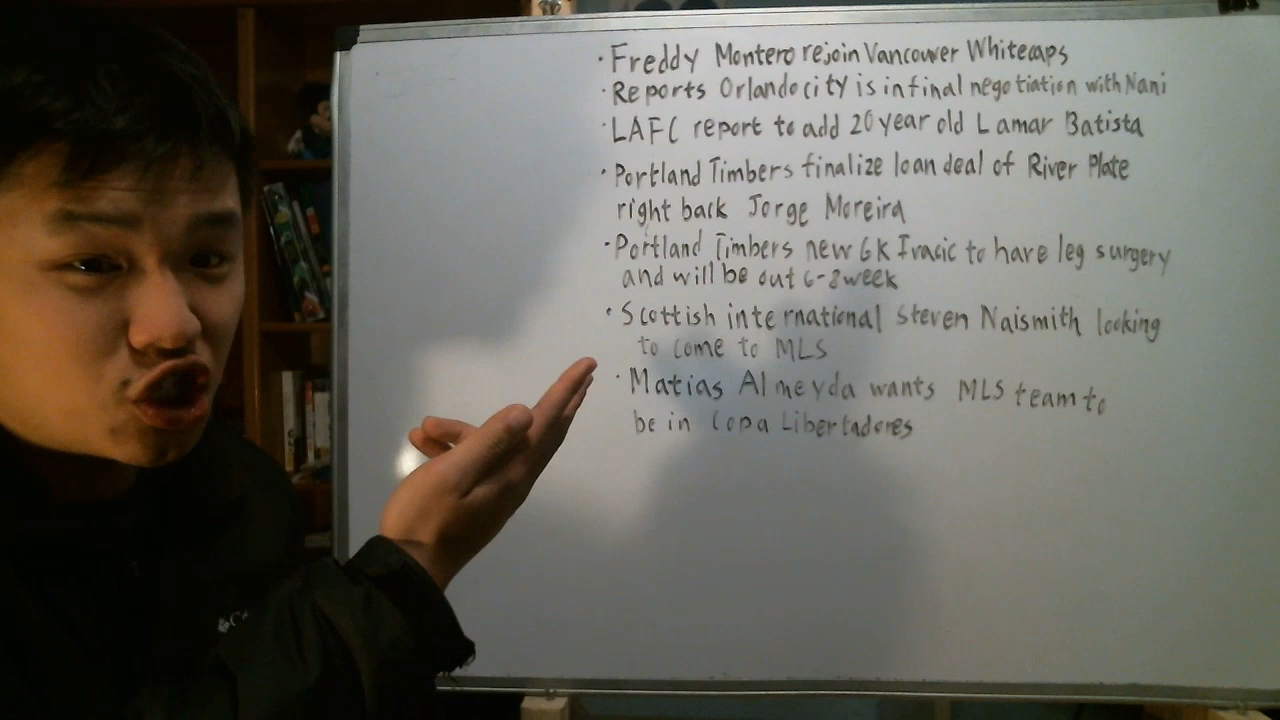 · Freddy Montero rejoin Vancouver Whitecaps
· Reports Orlando city is in final negotiation with Nani
· LAFC report to add 20 year old Lamar Batista
· Portland Timbers finalize loan deal of River Plate
right back Jorge Moreira
· Portland Timbers new GK Ivacic to have leg surgery
and will be out 6-8 week
· Scottish international Steven Naismith looking
to come to MLS
· Matias Almeyda wants MLS team to
be in Copa Libertadores